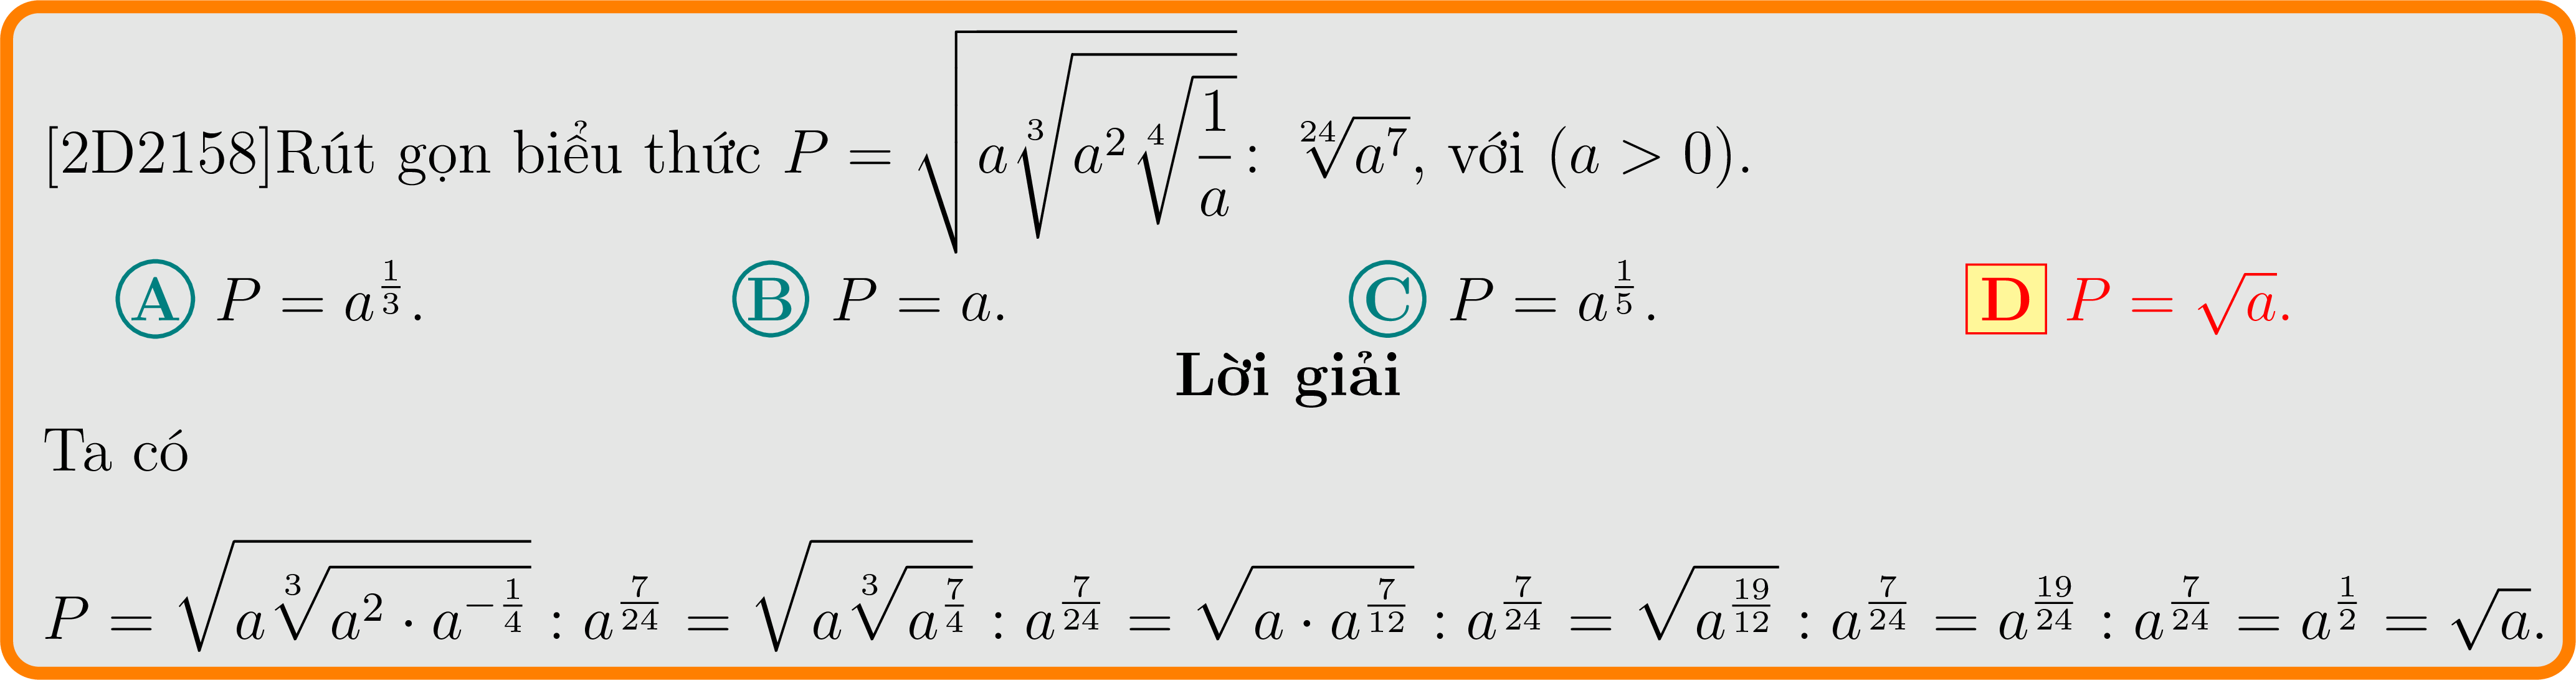 [2D2158]Rút gọn biểu thức $P = \sqrt{a\sqrt[3]{a^2\sqrt[4]{\dfrac{1}{a}}}} : \sqrt[24]{a^7}$, với $(a > 0)$.
A $P = a^{\frac{1}{3}}$. B $P = a$. C $P = a^{\frac{1}{5}}$. D $P = \sqrt{a}$.
Lời giải
Ta có
$P = \sqrt{a\sqrt[3]{a^2 \cdot a^{-\frac{1}{4}}}} : a^{\frac{7}{24}} = \sqrt{a\sqrt[3]{a^{\frac{7}{4}}}} : a^{\frac{7}{24}} = \sqrt{a \cdot a^{\frac{7}{12}}} : a^{\frac{7}{24}} = \sqrt{a^{\frac{19}{12}}} : a^{\frac{7}{24}} = a^{\frac{19}{24}} : a^{\frac{7}{24}} = a^{\frac{1}{2}} = \sqrt{a}.$